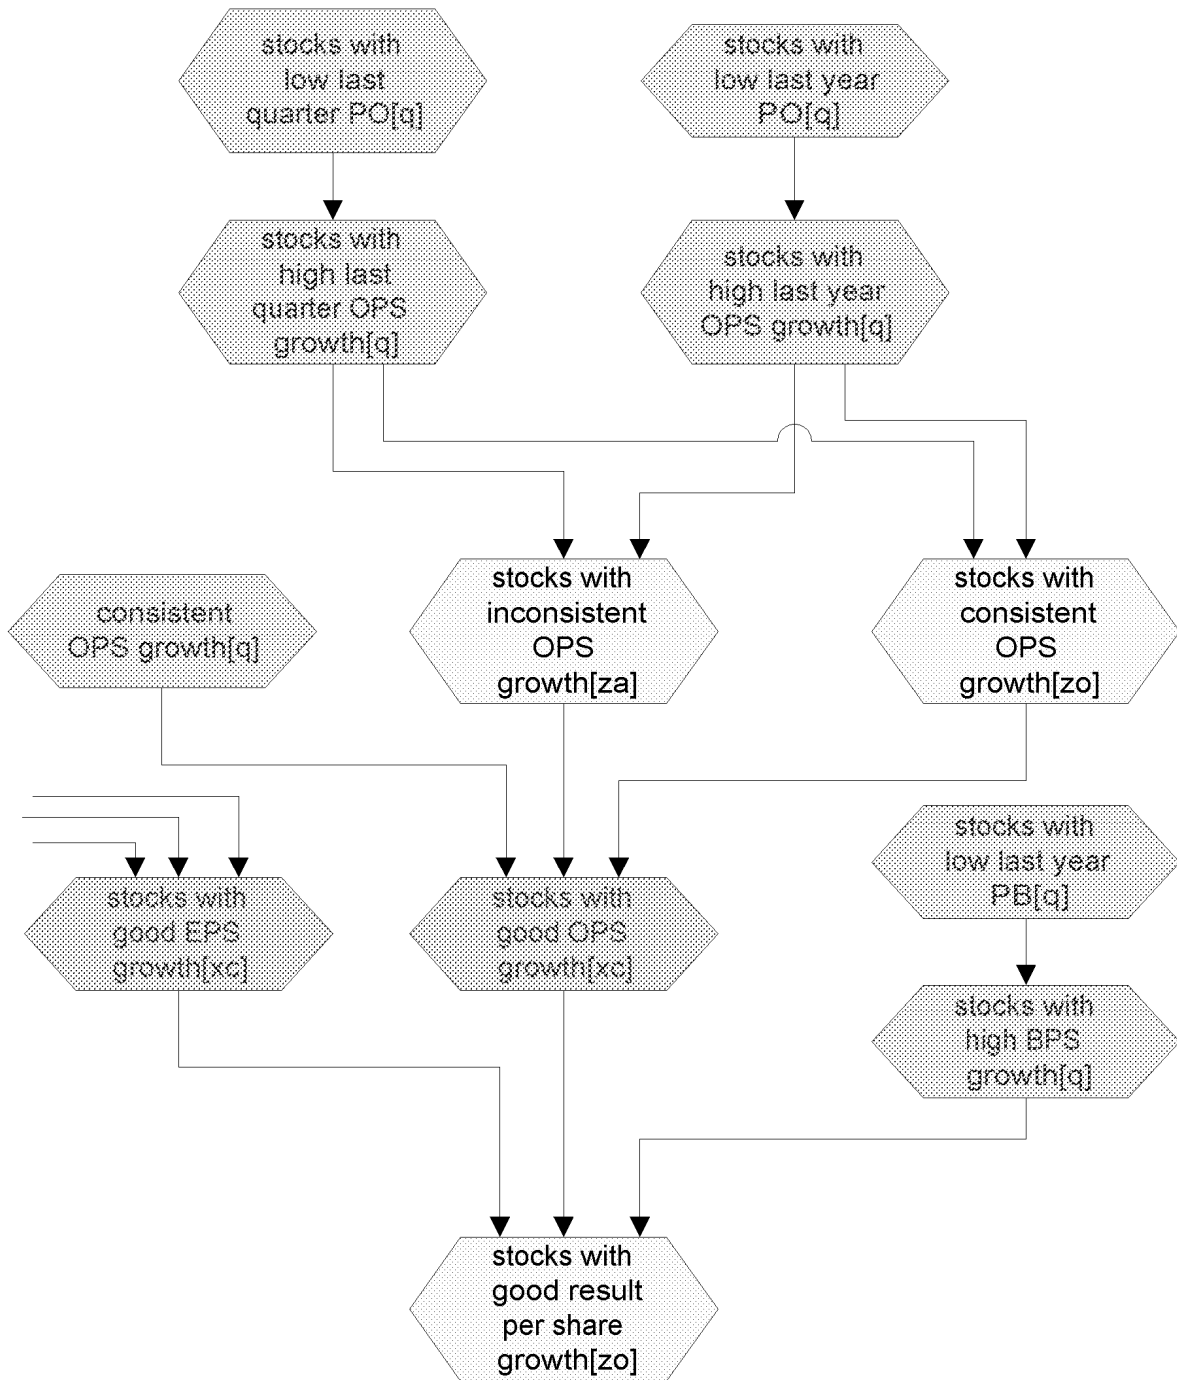 stocks with
low last
quarter PO[q]
stocks with
low last year
PO[q]
stocks with
high last
quarter OPS
growth[q]
stocks with
high last year
OPS growth[q]
consistent
OPS growth[q]
stocks with
inconsistent
OPS
growth[za]
stocks with
consistent
OPS
growth[zo]
stocks with
good EPS
growth[xc]
stocks with
good OPS
growth[xc]
stocks with
low last year
PB[q]
stocks with
high BPS
growth[q]
stocks with
good result
per share
growth[zo]